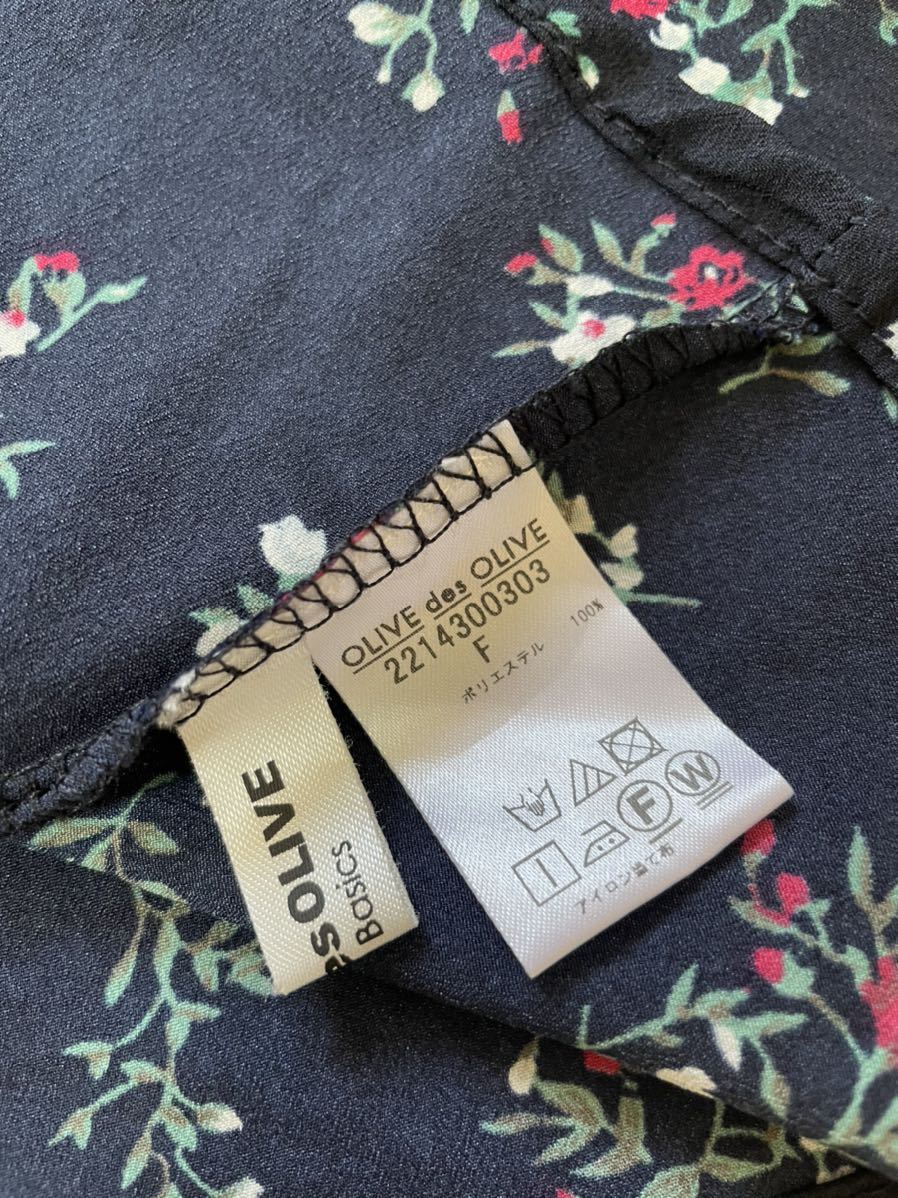 OLIVE des OLIVE
2214300303
F
ポリエステル 100%
F W
アイロン当て布
OLIVE
Basics